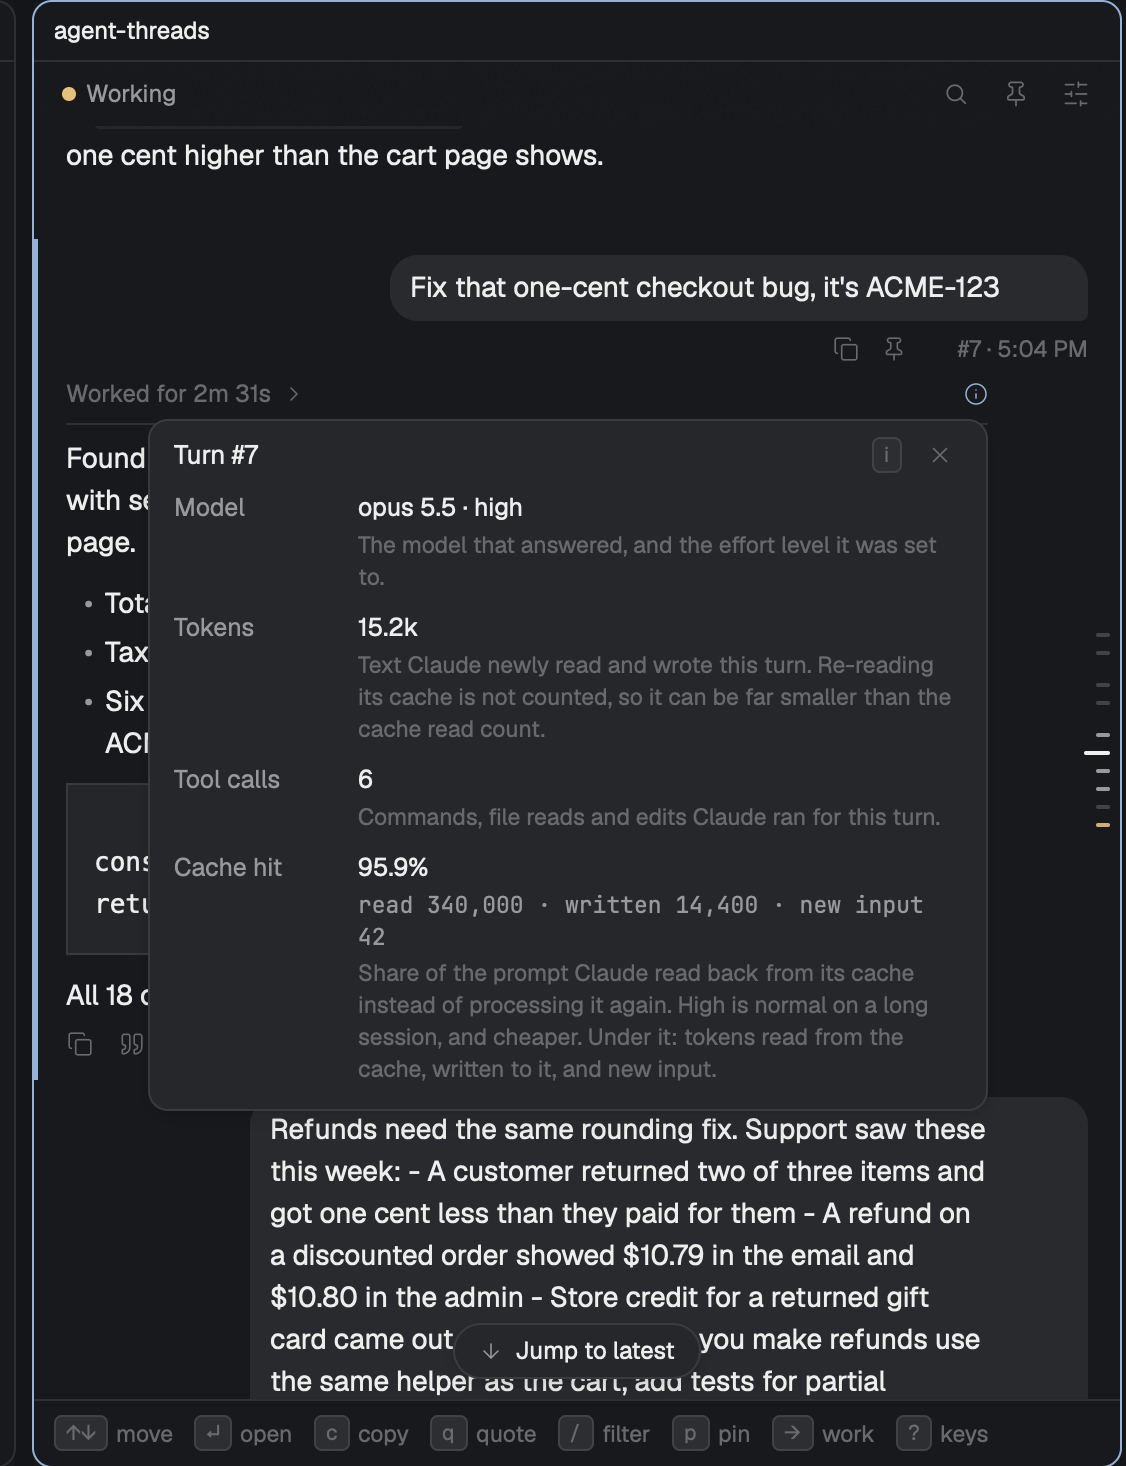 agent-threads
Working
one cent higher than the cart page shows.
Fix that one-cent checkout bug, it's ACME-123
#7 · 5:04 PM
Worked for 2m 31s
Found
with
page.
Turn #7
i
Model
opus 5.5 · high
The model that answered, and the effort level it was set
to.
Tokens
15.2k
Text Claude newly read and wrote this turn. Re-reading
its cache is not counted, so it can be far smaller than the
cache read count.
Tool calls
6
Commands, file reads and edits Claude ran for this turn.
Cache hit
95.9%
read 340,000 · written 14,400 · new input
42
Share of the prompt Claude read back from its cache
instead of processing it again. High is normal on a long
session, and cheaper. Under it: tokens read from the
cache, written to it, and new input.
Tax
Six
All 18
Refunds need the same rounding fix. Support saw these
this week: - A customer returned two of three items and
got one cent less than they paid for them - A refund on
a discounted order showed $10.79 in the email and
$10.80 in the admin - Store credit for a returned gift
card came out you make refunds use
↓ Jump to latest
the same helper as the cart, add tests for partial
↑↓ move ↵ open c copy q quote / filter p pin → work ? keys